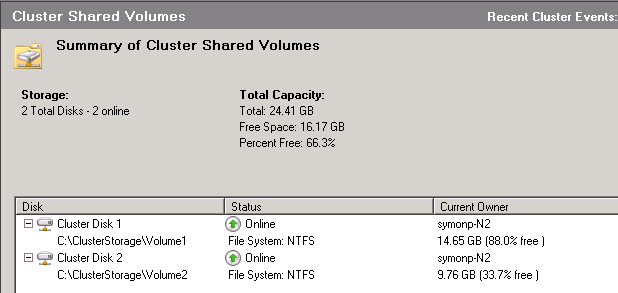 Cluster Shared Volumes Recent Cluster Events:
Summary of Cluster Shared Volumes
Storage: Total Capacity:
2 Total Disks - 2 online Total: 24.41 GB
Free Space: 16.17 GB
Percent Free: 66.3%
Disk Status Current Owner
Cluster Disk 1 Online symonp-N2
C:\ClusterStorage\Volume1 File System: NTFS 14.65 GB (88.0% free )
Cluster Disk 2 Online symonp-N2
C:\ClusterStorage\Volume2 File System: NTFS 9.76 GB (33.7% free )